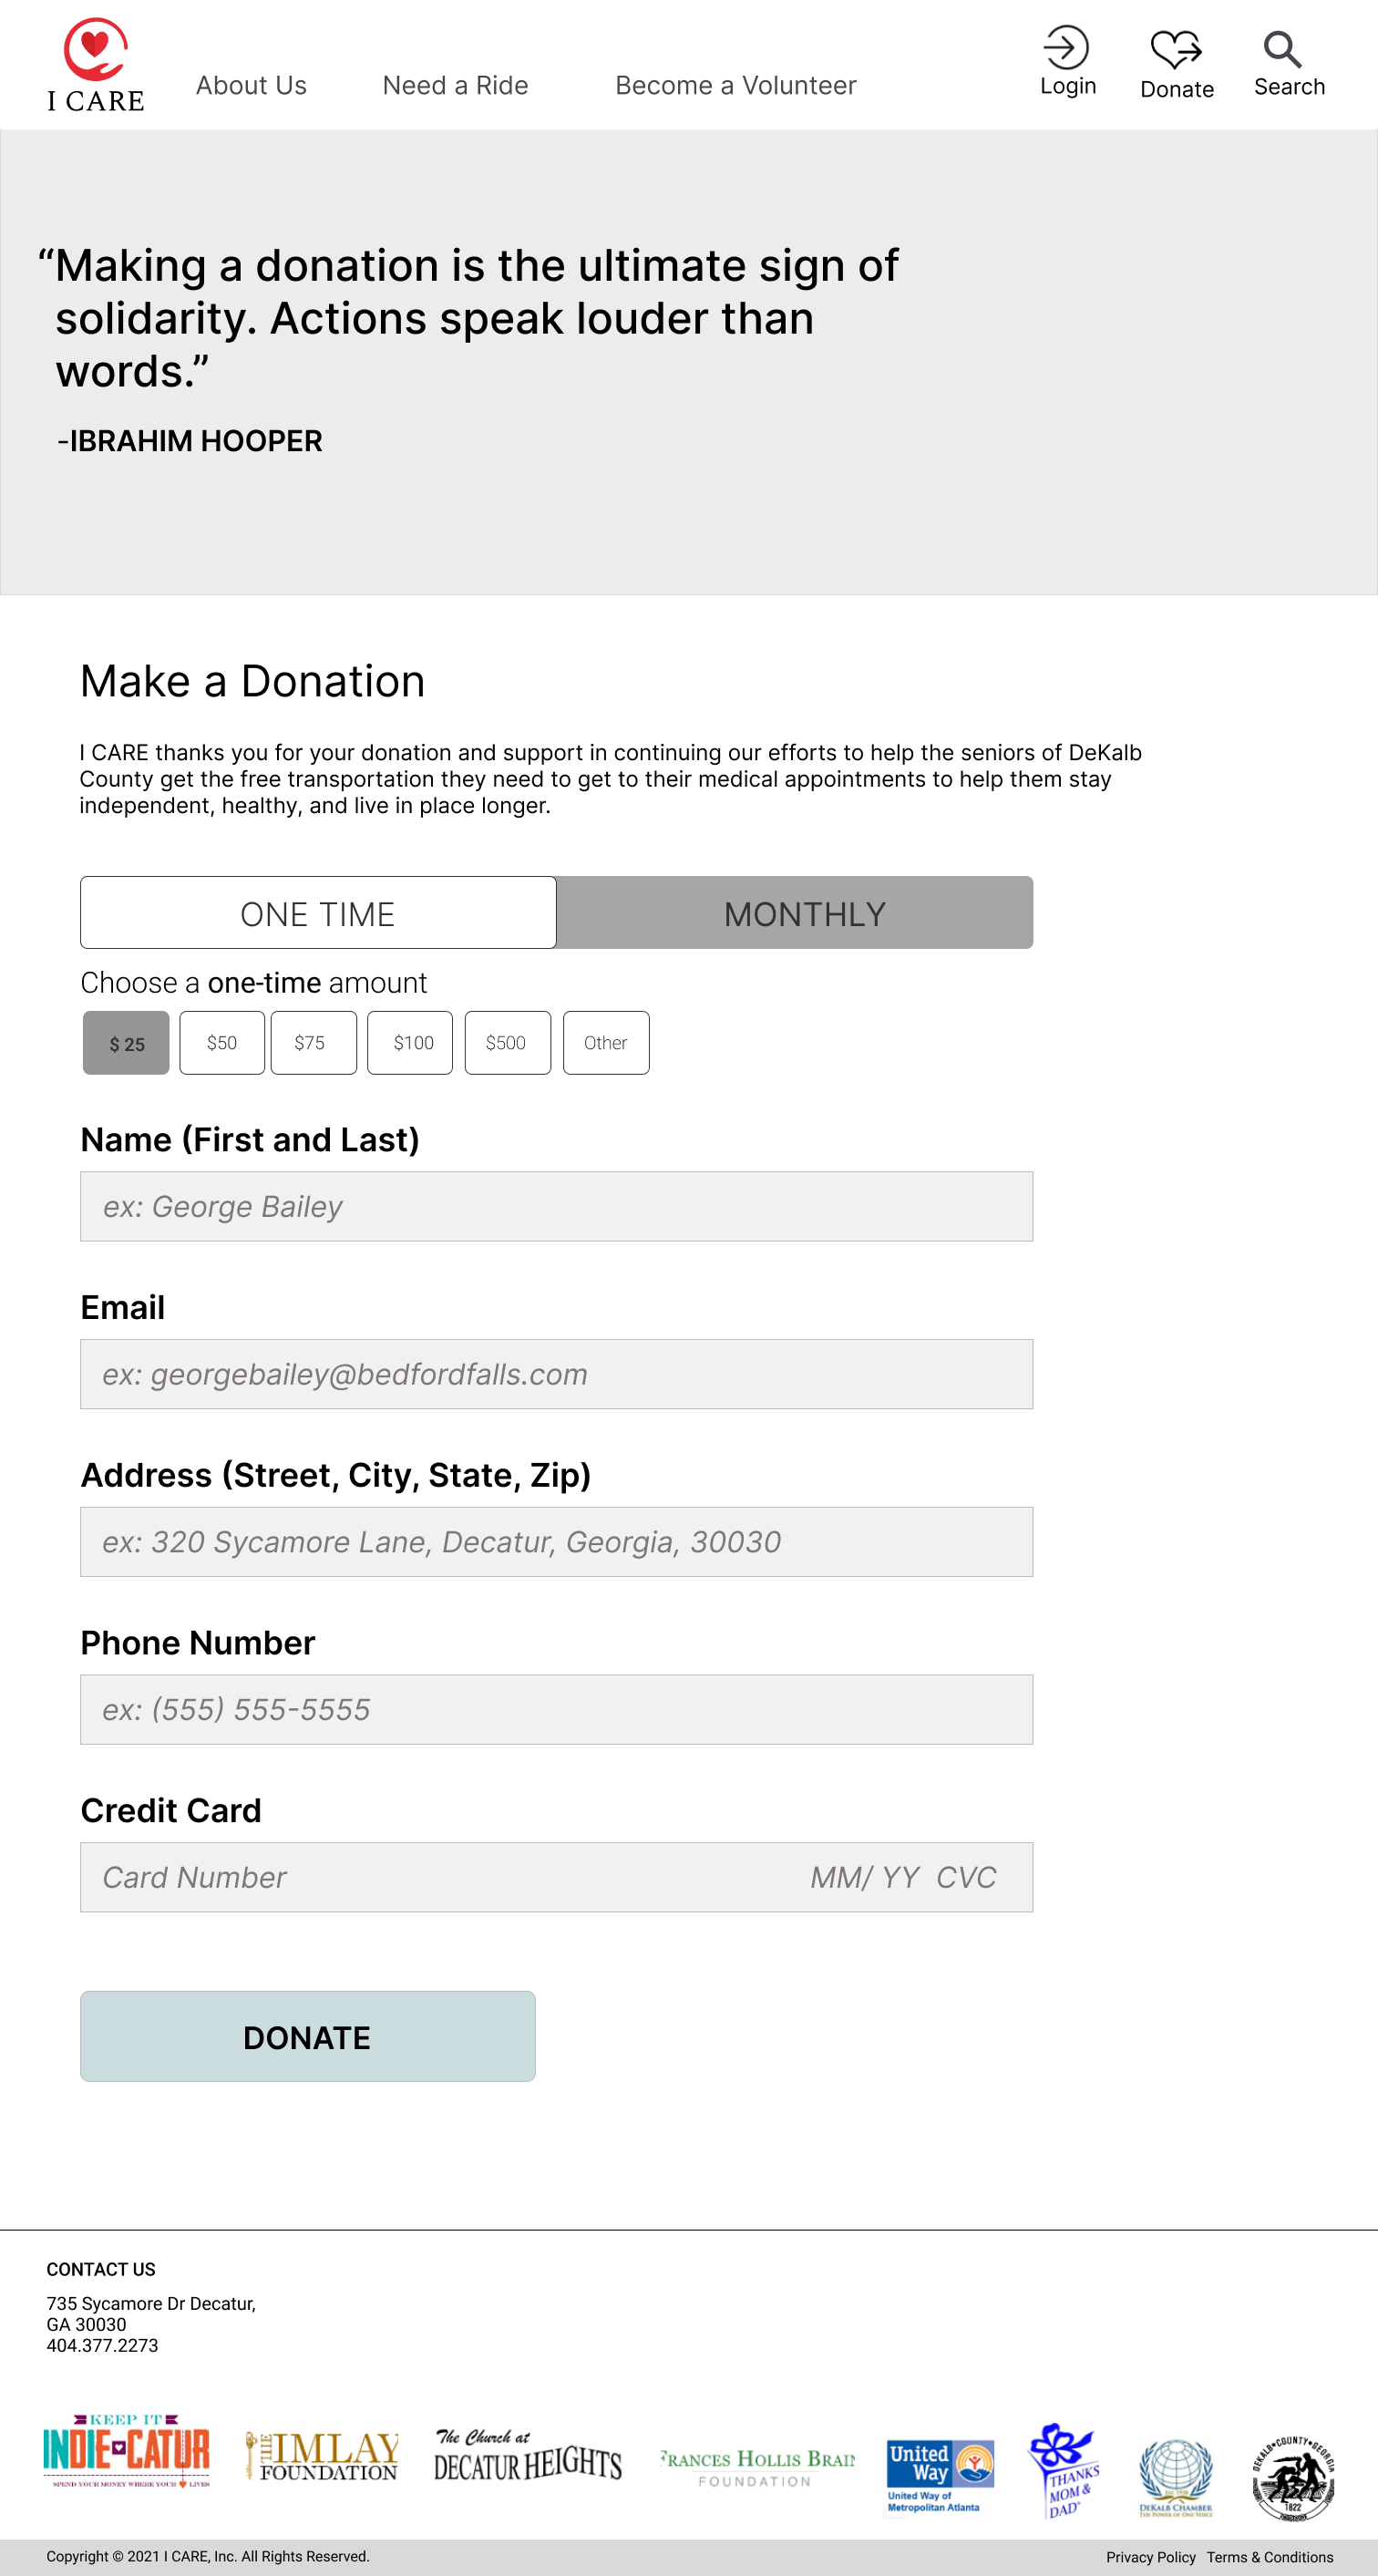 I CARE
About Us
Need a Ride
Become a Volunteer
Login
Donate
Search
“Making a donation is the ultimate sign of
solidarity. Actions speak louder than
words.”
-IBRAHIM HOOPER
Make a Donation
I CARE thanks you for your donation and support in continuing our efforts to help the seniors of DeKalb
County get the free transportation they need to get to their medical appointments to help them stay
independent, healthy, and live in place longer.
ONE TIME
MONTHLY
Choose a one-time amount
$ 25
$50
$75
$100
$500
Other
Name (First and Last)
ex: George Bailey
Email
ex: georgebailey@bedfordfalls.com
Address (Street, City, State, Zip)
ex: 320 Sycamore Lane, Decatur, Georgia, 30030
Phone Number
ex: (555) 555-5555
Credit Card
Card Number MM/ YY CVC
DONATE
CONTACT US
735 Sycamore Dr Decatur,
GA 30030
404.377.2273
KEEP IT
INDIE CATUR
SPEND YOUR MONEY WHERE YOUR LIVES
THE IMLAY
FOUNDATION
The Church at
DECATUR HEIGHTS
FRANCES HOLLIS BRAIN
FOUNDATION
United
Way
United Way of
Metropolitan Atlanta
THANKS
MOM &
DAD
DEKALB CHAMBER
THE POWER OF ONE VOICE
DEKALB COUNTY GEORGIA
1822
Copyright © 2021 I CARE, Inc. All Rights Reserved.
Privacy Policy
Terms & Conditions